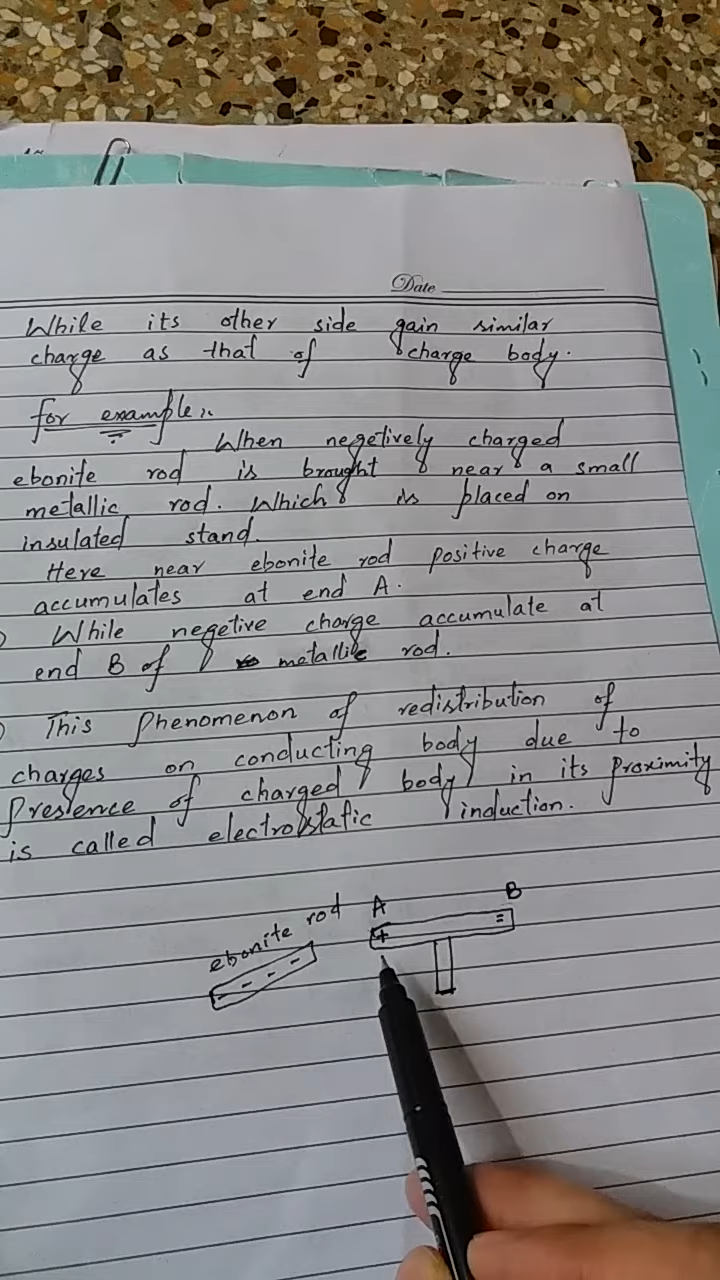 Date
While its other side gain similar
charge as that of charge body.
for example:
When negetively charged
ebonite rod is brought near a small
metallic rod. Which is placed on
insulated stand.
Here near ebonite rod positive charge
accumulates at end A.
While negetive charge accumulate at
end B of metallic rod.
This Phenomenon of redistribution of
charges on conducting body due to
Presence of charged body in its Proximity
is called electrostatic induction.
ebonite rod A B
+ =
- - - -